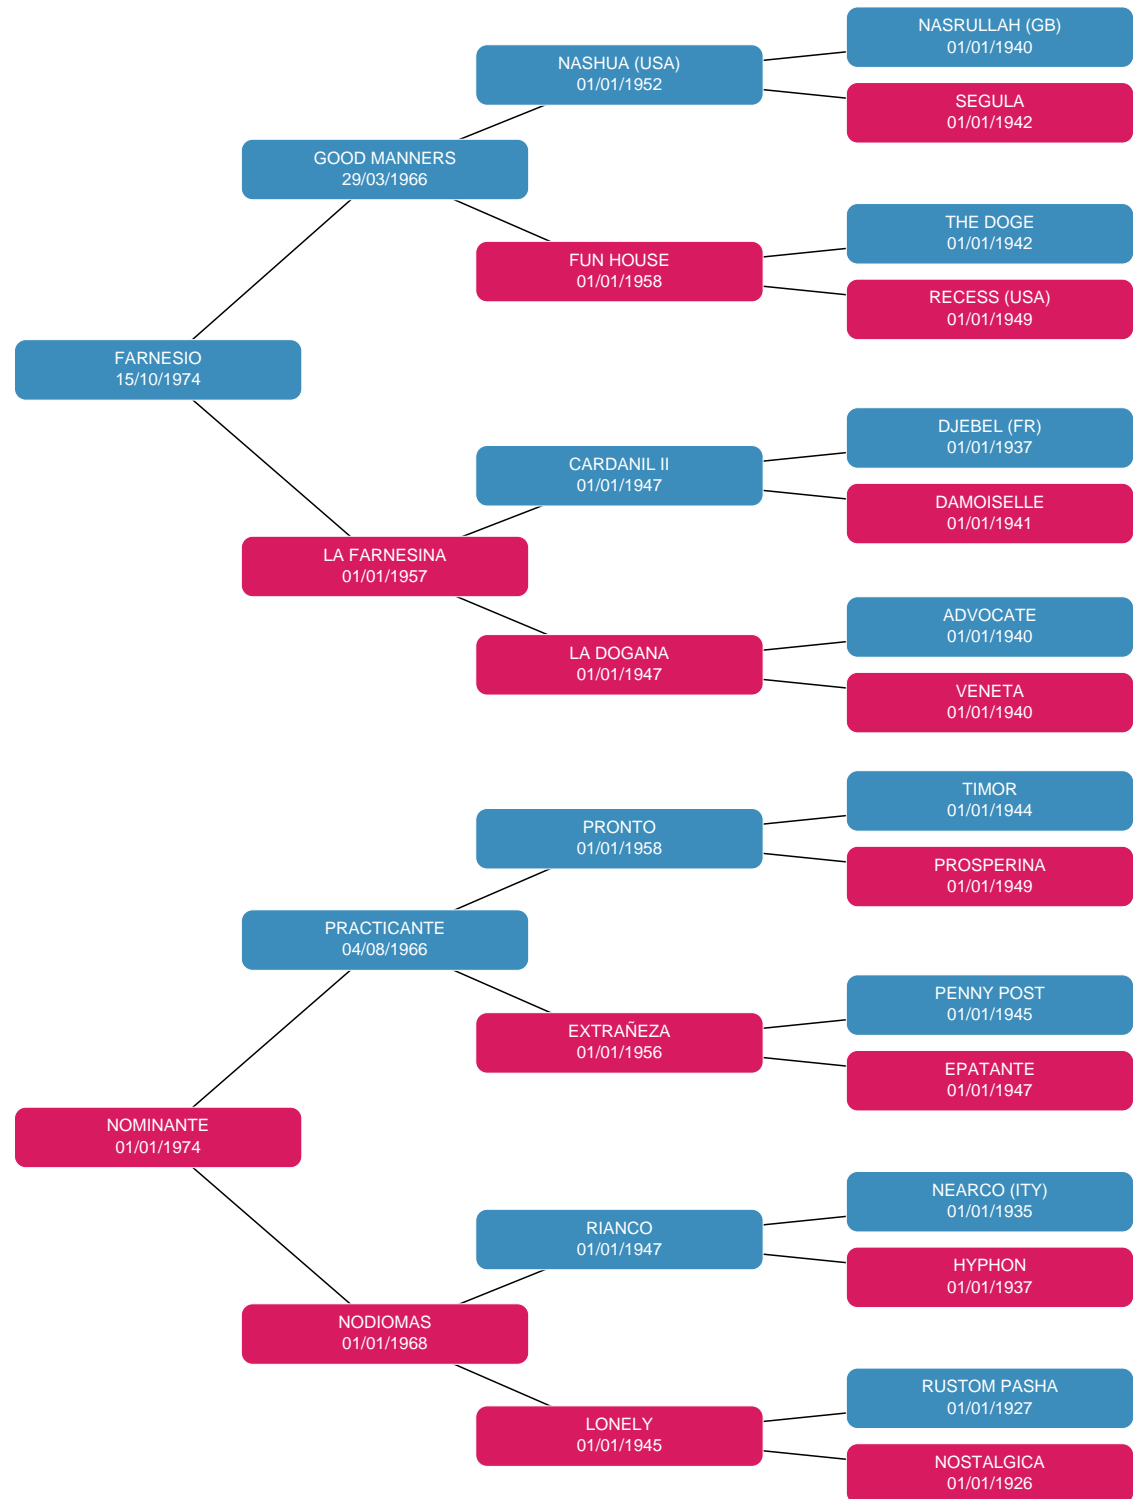 NASRULLAH (GB)
01/01/1940
NASHUA (USA)
01/01/1952
SEGULA
01/01/1942
GOOD MANNERS
29/03/1966
THE DOGE
01/01/1942
FUN HOUSE
01/01/1958
RECESS (USA)
01/01/1949
FARNESIO
15/10/1974
DJEBEL (FR)
01/01/1937
CARDANIL II
01/01/1947
DAMOISELLE
01/01/1941
LA FARNESINA
01/01/1957
ADVOCATE
01/01/1940
LA DOGANA
01/01/1947
VENETA
01/01/1940
TIMOR
01/01/1944
PRONTO
01/01/1958
PROSPERINA
01/01/1949
PRACTICANTE
04/08/1966
PENNY POST
01/01/1945
EXTRAÑEZA
01/01/1956
EPATANTE
01/01/1947
NOMINANTE
01/01/1974
NEARCO (ITY)
01/01/1935
RIANCO
01/01/1947
HYPHON
01/01/1937
NODIOMAS
01/01/1968
RUSTOM PASHA
01/01/1927
LONELY
01/01/1945
NOSTALGICA
01/01/1926